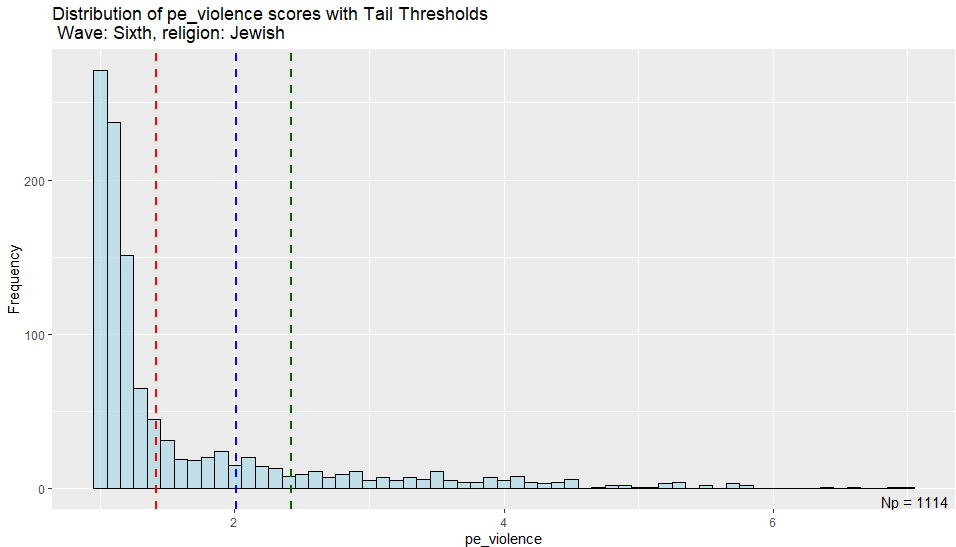 Distribution of pe_violence scores with Tail Thresholds
Wave: Sixth, religion: Jewish
Frequency
200
100
0
Np = 1114
2 4 6
pe_violence